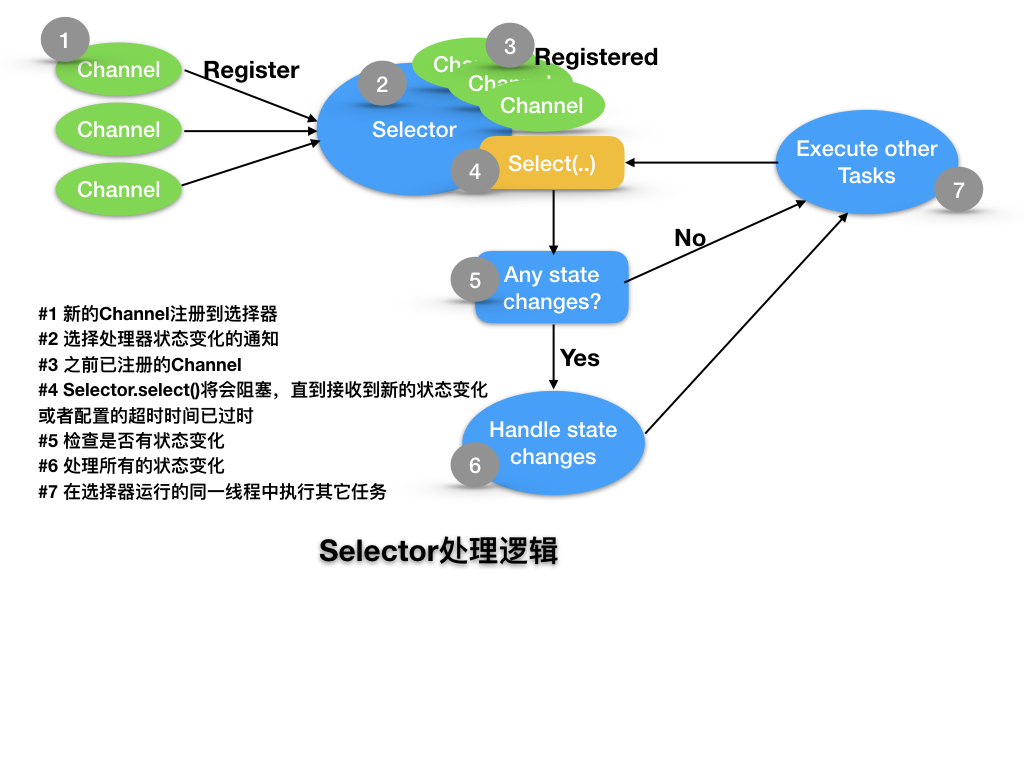 1
Channel
Channel
Channel
Register
2
Selector
3
Registered
Cha
Channel
Channel
4
Select(..)
Execute other
Tasks
7
No
5
Any state
changes?
Yes
Handle state
changes
6
#1 新的Channel注册到选择器
#2 选择处理器状态变化的通知
#3 之前已注册的Channel
#4 Selector.select()将会阻塞，直到接收到新的状态变化
或者配置的超时时间已过时
#5 检查是否有状态变化
#6 处理所有的状态变化
#7 在选择器运行的同一线程中执行其它任务
Selector处理逻辑